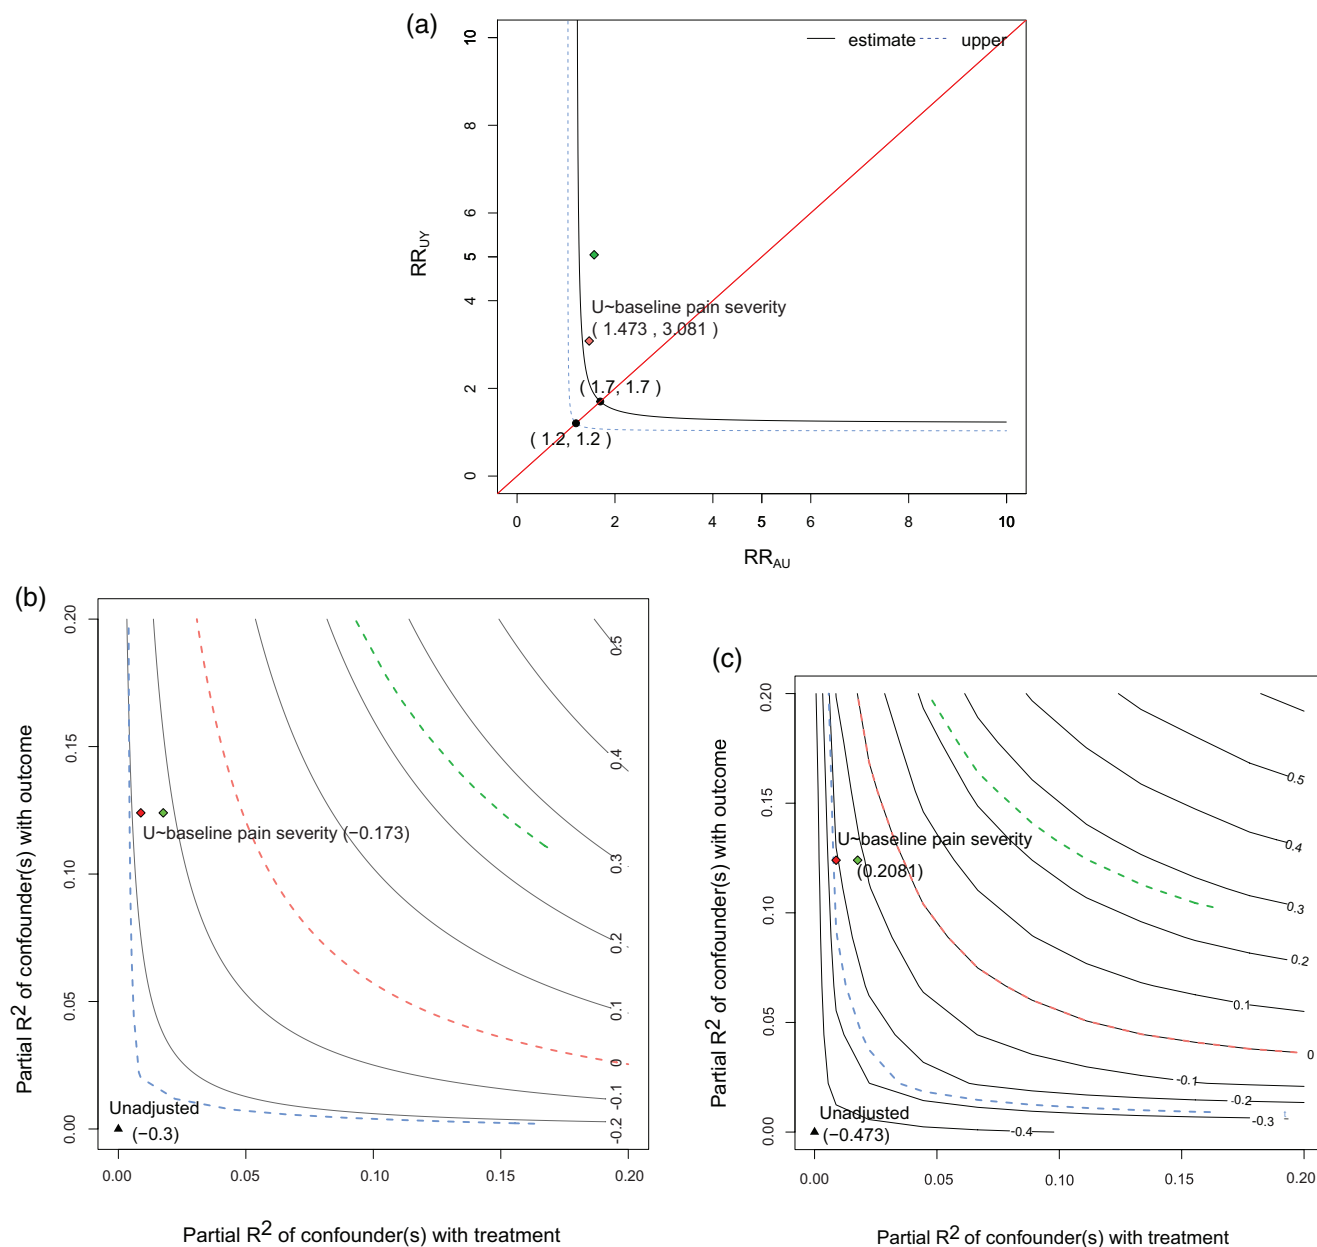 (a)
estimate
upper
10
8
6
5
4
2
0
RR_UY
U~baseline pain severity
( 1.473 , 3.081 )
( 1.7, 1.7 )
( 1.2, 1.2 )
0
2
4
5
6
8
10
RR_AU
(b)
0.20
0.15
0.10
0.05
0.00
Partial R² of confounder(s) with outcome
0.5
0.4
0.3
0.2
0.1
0
-0.1
-0.2
U~baseline pain severity (−0.173)
Unadjusted
(−0.3)
0.00
0.05
0.10
0.15
0.20
Partial R² of confounder(s) with treatment
(c)
0.20
0.15
0.10
0.05
0.00
Partial R² of confounder(s) with outcome
0.5
0.4
0.3
0.2
0.1
0
-0.1
-0.2
-0.3
-0.4
U~baseline pain severity
(0.2081)
Unadjusted
(−0.473)
0.00
0.05
0.10
0.15
0.20
Partial R² of confounder(s) with treatment